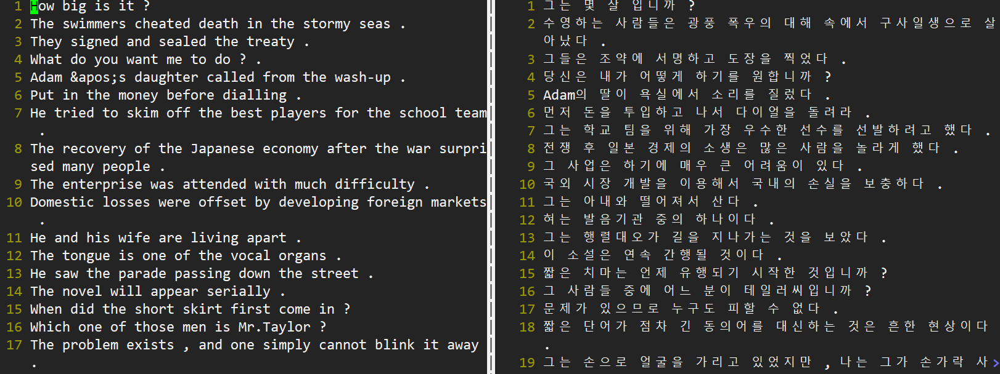 1 How big is it ?
2 The swimmers cheated death in the stormy seas .
3 They signed and sealed the treaty .
4 What do you want me to do ? .
5 Adam &apos;s daughter called from the wash-up .
6 Put in the money before dialling .
7 He tried to skim off the best players for the school team
.
8 The recovery of the Japanese economy after the war surpri
sed many people .
9 The enterprise was attended with much difficulty .
10 Domestic losses were offset by developing foreign markets
.
11 He and his wife are living apart .
12 The tongue is one of the vocal organs .
13 He saw the parade passing down the street .
14 The novel will appear serially .
15 When did the short skirt first come in ?
16 Which one of those men is Mr.Taylor ?
17 The problem exists , and one simply cannot blink it away
.
1 그는 몇 살 입니까 ?
2 수영하는 사람들은 광풍 폭우의 대해 속에서 구사일생으로 살
아났다 .
3 그들은 조약에 서명하고 도장을 찍었다 .
4 당신은 내가 어떻게 하기를 원합니까 ?
5 Adam의 딸이 욕실에서 소리를 질렀다 .
6 먼저 돈을 투입하고 나서 다이얼을 돌려라 .
7 그는 학교 팀을 위해 가장 우수한 선수를 선발하려고 했다 .
8 전쟁 후 일본 경제의 소생은 많은 사람을 놀라게 했다 .
9 그 사업은 하기에 매우 큰 어려움이 있다 .
10 국외 시장 개발을 이용해서 국내의 손실을 보충하다 .
11 그는 아내와 떨어져서 산다 .
12 혀는 발음기관 중의 하나이다 .
13 그는 행렬대오가 길을 지나가는 것을 보았다 .
14 이 소설은 연속 간행될 것이다 .
15 짧은 치마는 언제 유행되기 시작한 것입니까 ?
16 그 사람들 중에 어느 분이 테일러씨입니까 ?
17 문제가 있으므로 누구도 피할 수 없다 .
18 짧은 단어가 점차 긴 동의어를 대신하는 것은 흔한 현상이다
.
19 그는 손으로 얼굴을 가리고 있었지만 , 나는 그가 손가락 사>